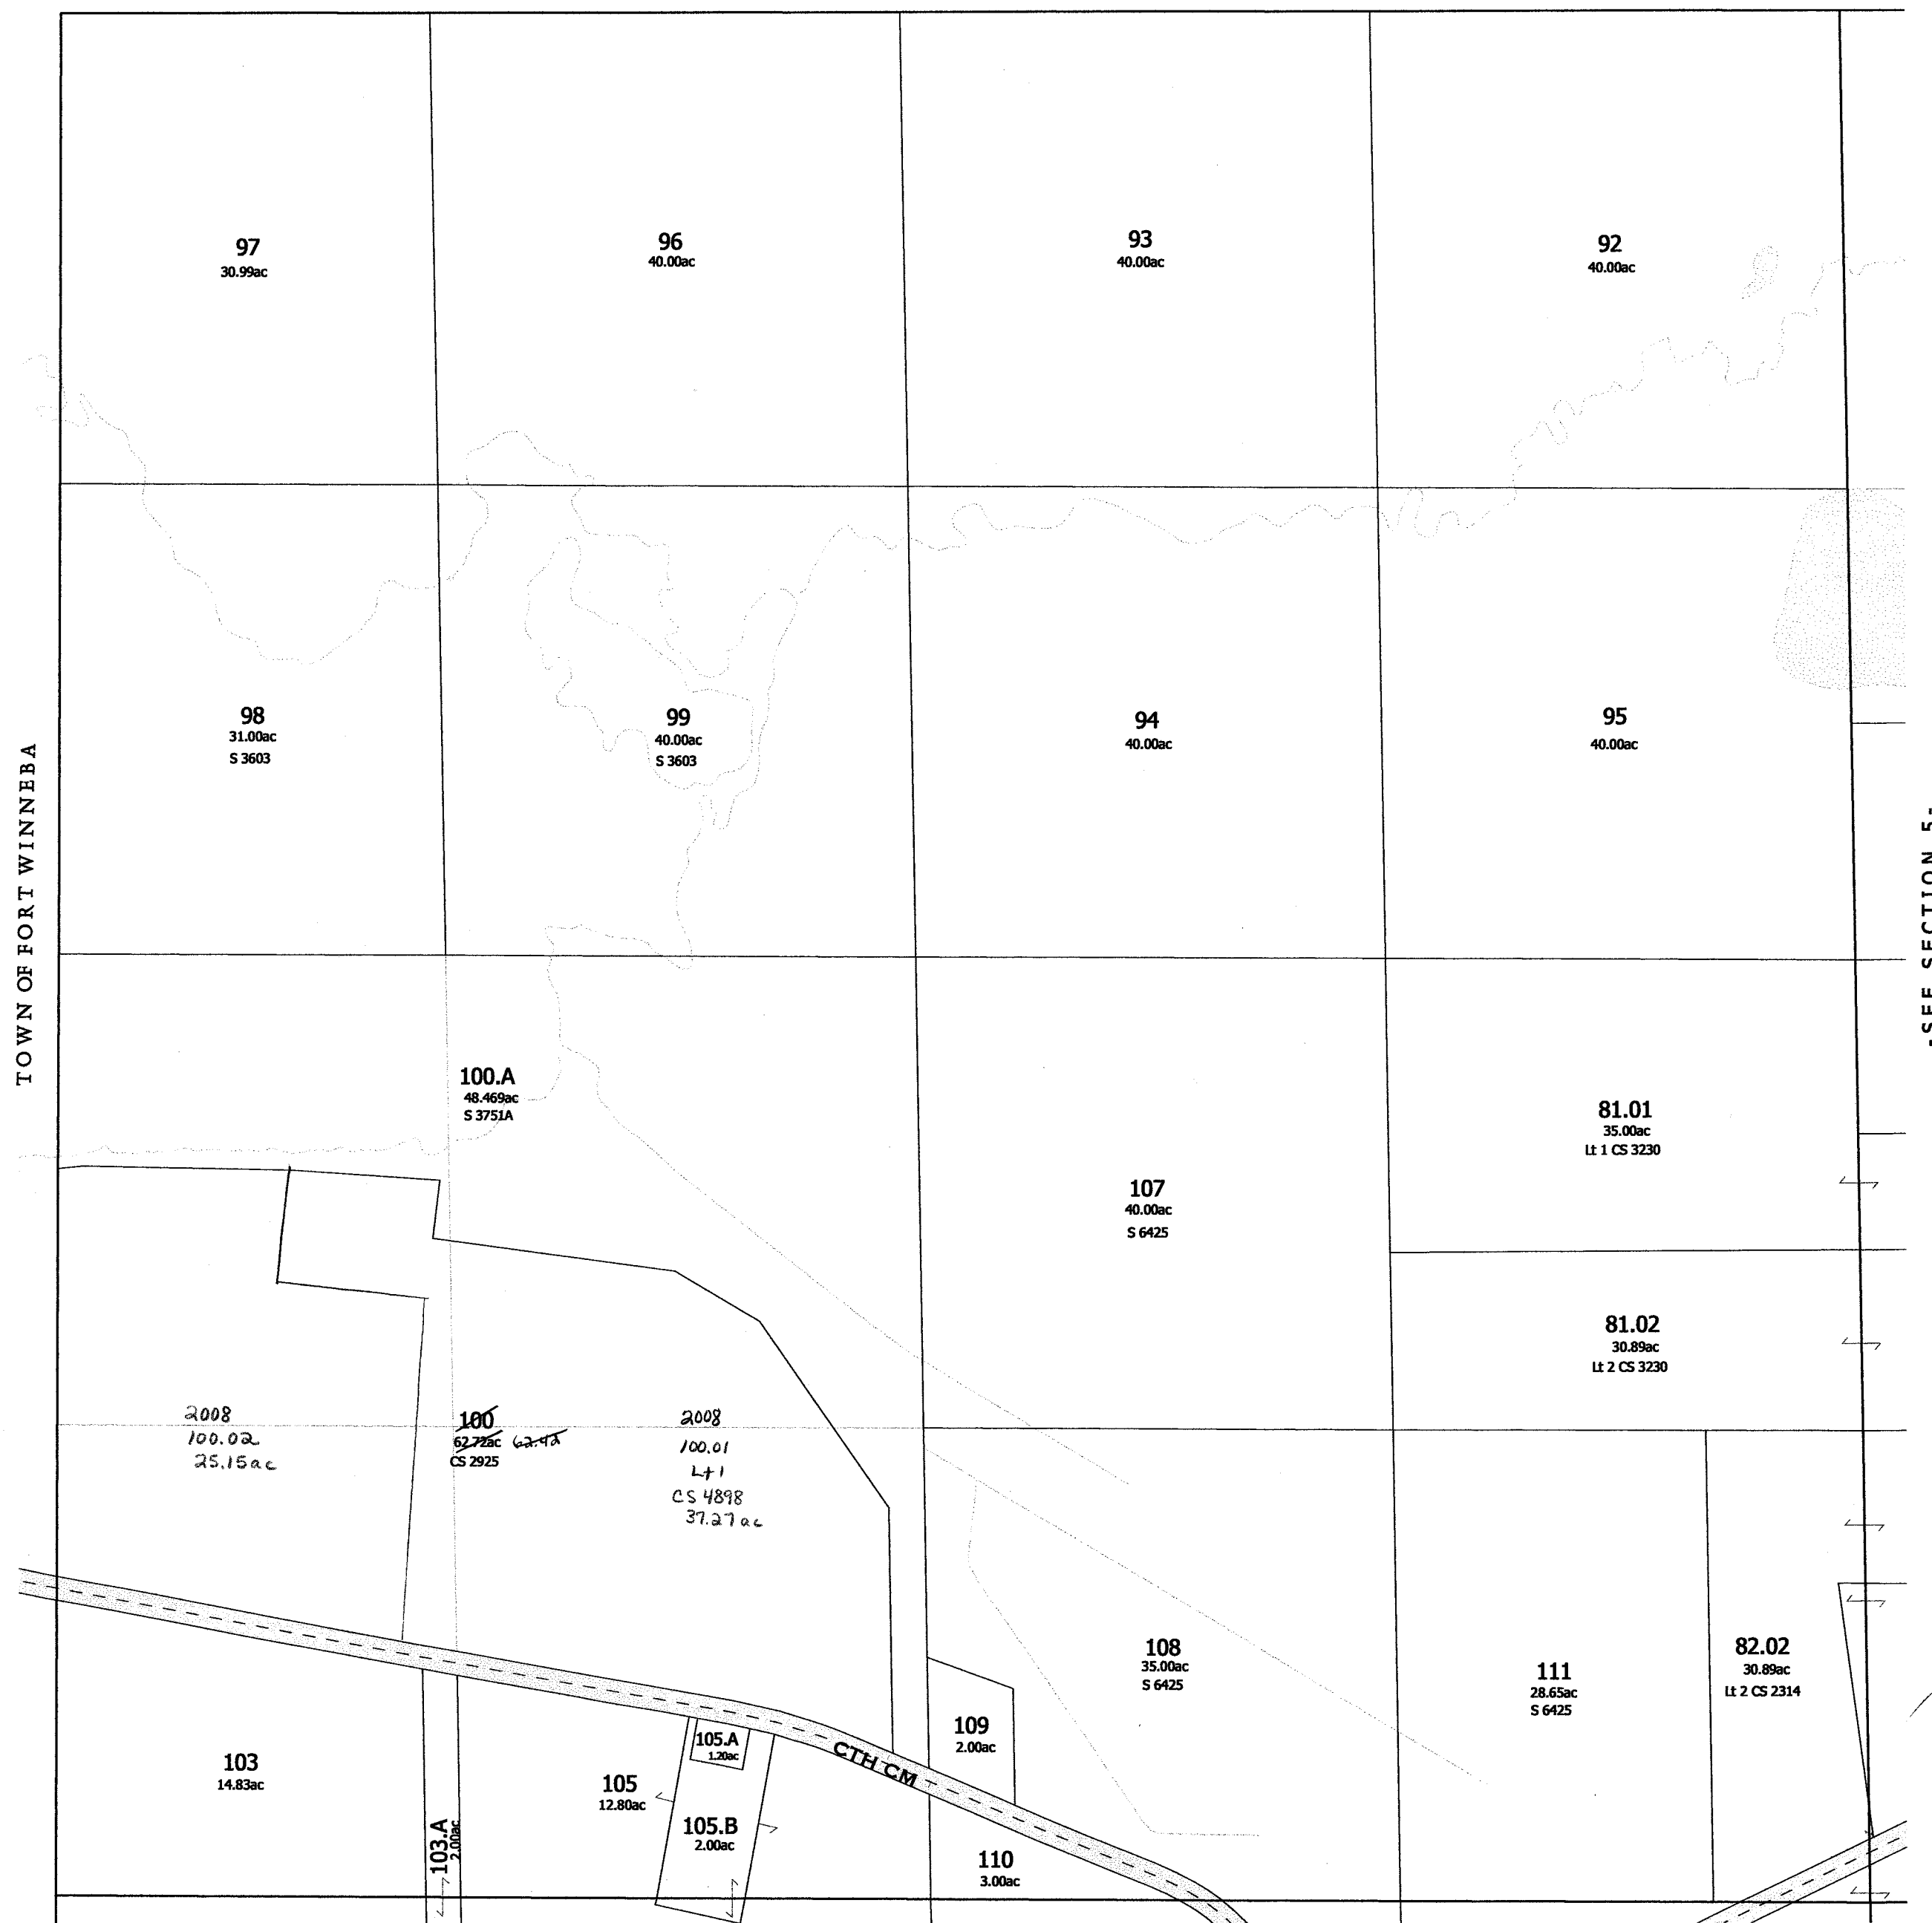 97
30.99ac
96
40.00ac
93
40.00ac
92
40.00ac
98
31.00ac
S 3603
99
40.00ac
S 3603
94
40.00ac
95
40.00ac
TOWN OF FORT WINNEBA
-SEE SECTION 5-
100.A
48.469ac
S 3751A
107
40.00ac
S 6425
81.01
35.00ac
Lt 1 CS 3230
81.02
30.89ac
Lt 2 CS 3230
2008
100.02
25.15ac
100
62.72ac 62.42
CS 2925
2008
100.01
Lt 1
CS 4898
37.27ac
108
35.00ac
S 6425
111
28.65ac
S 6425
82.02
30.89ac
Lt 2 CS 2314
109
2.00ac
103
14.83ac
103.A
2.00ac
105
12.80ac
105.A
1.20ac
105.B
2.00ac
CTH CM
110
3.00ac